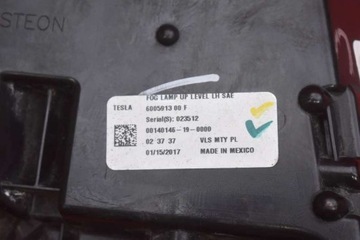 STEON
FOG LAMP UP LEVEL LH SAE
TESLA
6005013 00 F
Serial(S): 023512
00140146-19-0000
02 37 37 VLS MTY PL
01/15/2017 MADE IN MEXICO